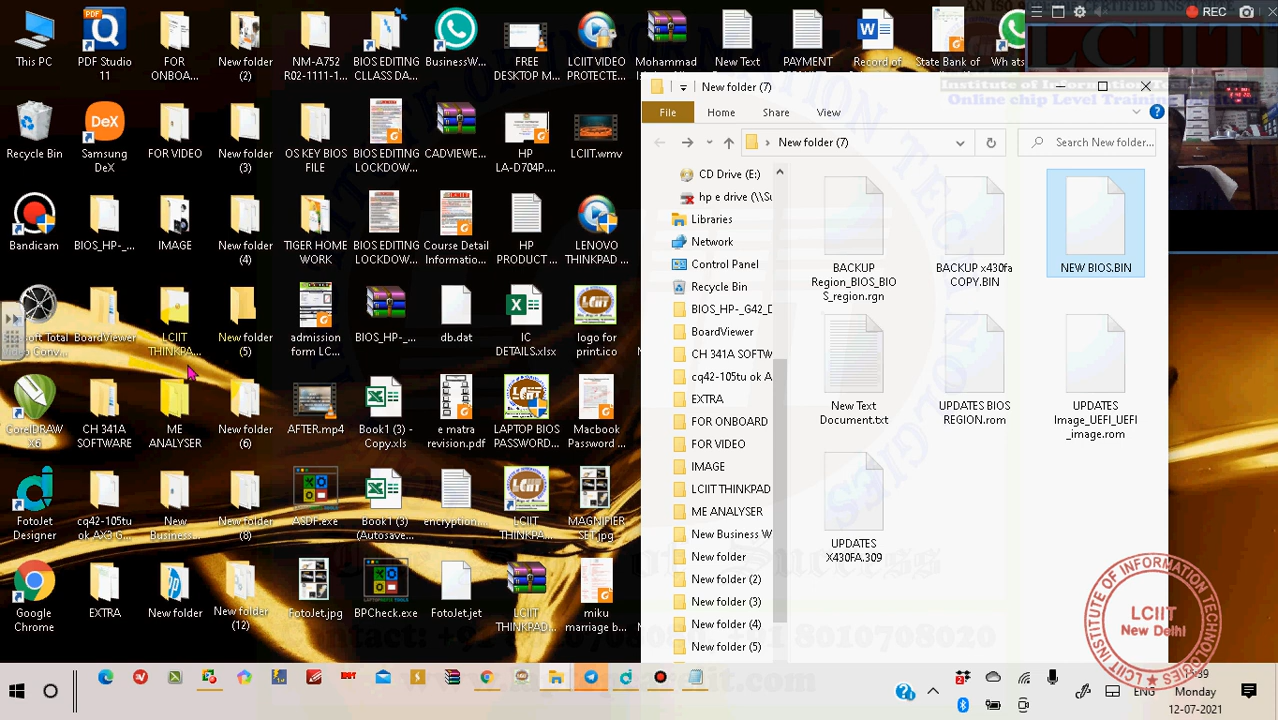 This PC
PDF Studio
11
FOR
ONBOA...
New folder
(2)
NM-A792
R02-1111-1...
BIOS EDITING
CLLASS DA...
BusinessW...
FREE
DESKTOP M...
LCIIT VIDEO
PROTECTE...
Mohammad
New Text
PAYMENT
Record of
State Bank of
REC
Recycle Bin
Samsung
DeX
FOR VIDEO
New folder
(3)
OS KEY BIOS
FILE
BIOS EDITING
LOCKDOW...
CADVIEWE...
HP
LA-D704P....
LCIIT.wmv
Bandicam
BIOS_HP-_...
IMAGE
New folder
(4)
TIGER HOME
WORK
BIOS EDITING
LOCKDOW...
Course Detail
Informatio...
HP
PRODUCT ...
LENOVO
THINKPAD ...
BoardViewer
LCIIT
THINKPA...
New folder
(5)
admission
form LC...
BIOS_HP-_...
db.dat
IC
DETAILS.xlsx
logo for
CorelDRAW
X6
CH 341A
SOFTWARE
ME
ANALYSER
New folder
(6)
AFTER.mp4
Book1 (3) -
Copy.xls
e matra
revision.pdf
LAPTOP BIOS
PASSWORD...
Macbook
Password ...
FotoJet
Designer
cq42-105tu
ok AX3 G...
New
Business...
New folder
(8)
ASDF.exe
Book1 (3)
(Autosave...
encryption...
LCIIT
THINKPA...
MAGNIFIER
SET.jpg
Google
Chrome
EXTRA
New folder
New folder
(12)
FotoJet.jpg
BPCheck.exe
FotoJet.jet
LCIIT
THINKPAD...
miku
marriage b...
New folder (7)
Online chip Level Training
File
Home
Share
View
New folder (7)
Search New folder...
CD Drive (E:)
Libraries
Network
Control Panel
Recycle Bin
BIOS_HP-_
BoardViewer
CH 341A SOFT
cq42-105tu ok A
EXTRA
FOR ONBOARD
FOR VIDEO
IMAGE
LCIIT THINKPAD
ME ANALYSER
New Business
New folder
New folder (2)
New folder (3)
New folder (4)
New folder (5)
BACKUP
Region_BIOS_BIO
S_region.rgn
BACKUP x430fa
COPY.BIN
NEW BIOS.BIN
New Text
Document.txt
UPDATES BIOS
REGION.rom
UPDATES
Image_UEFI_UEFI
_image.rom
UPDATES
X430FA.309
INSTITUTE OF INFORMATION TECHNOLOGIES
LCIIT
New Delhi
ENG
Monday
12-07-2021